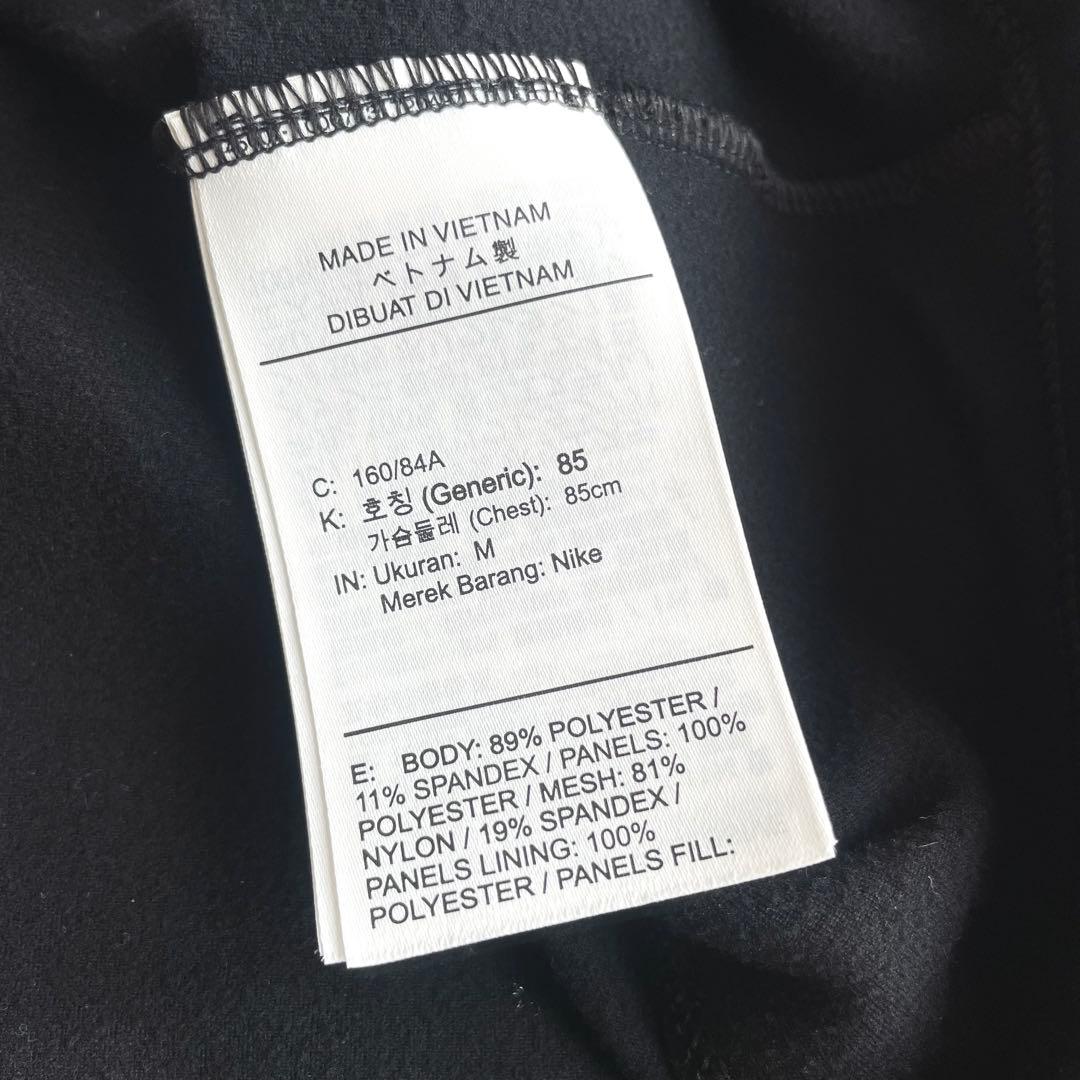 MADE IN VIETNAM
ベトナム製
DIBUAT DI VIETNAM
C: 160/84A
K: 호칭 (Generic): 85
가슴둘레 (Chest): 85cm
IN: Ukuran: M
Merek Barang: Nike
E: BODY: 89% POLYESTER /
11% SPANDEX / PANELS: 100%
POLYESTER / MESH: 81%
NYLON / 19% SPANDEX /
PANELS LINING: 100%
POLYESTER / PANELS FILL: